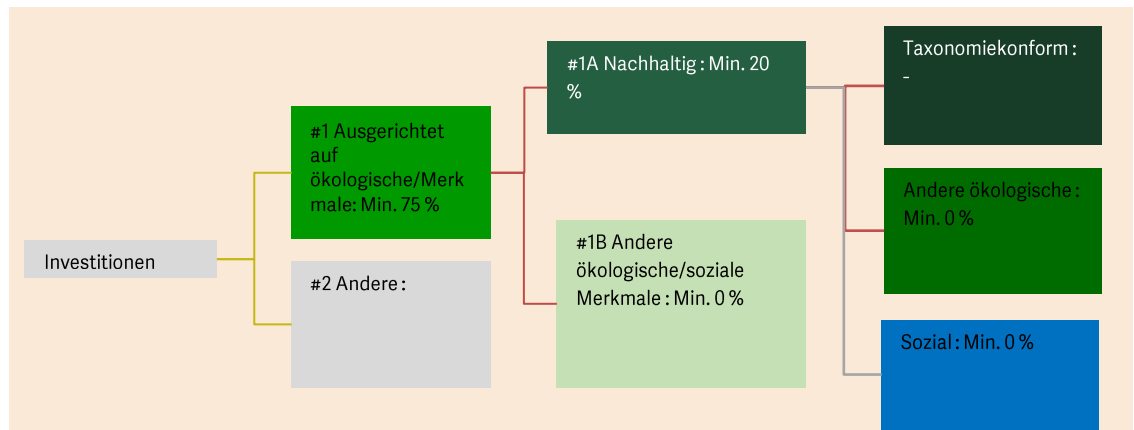 Investitionen
#1 Ausgerichtet
auf
ökologische/Merk
male: Min. 75 %
#2 Andere :
#1A Nachhaltig : Min. 20
%
#1B Andere
ökologische/soziale
Merkmale : Min. 0 %
Taxonomiekonform :
-
Andere ökologische :
Min. 0 %
Sozial : Min. 0 %